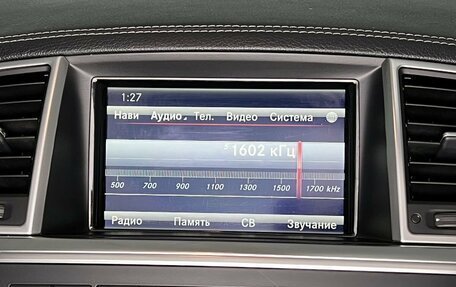 1:27
Нави Аудио Тел. Видео Система
5 1602 кГц
500 700 900 1100 1300 1500 1700 kHz
Радио Память СВ Звучание